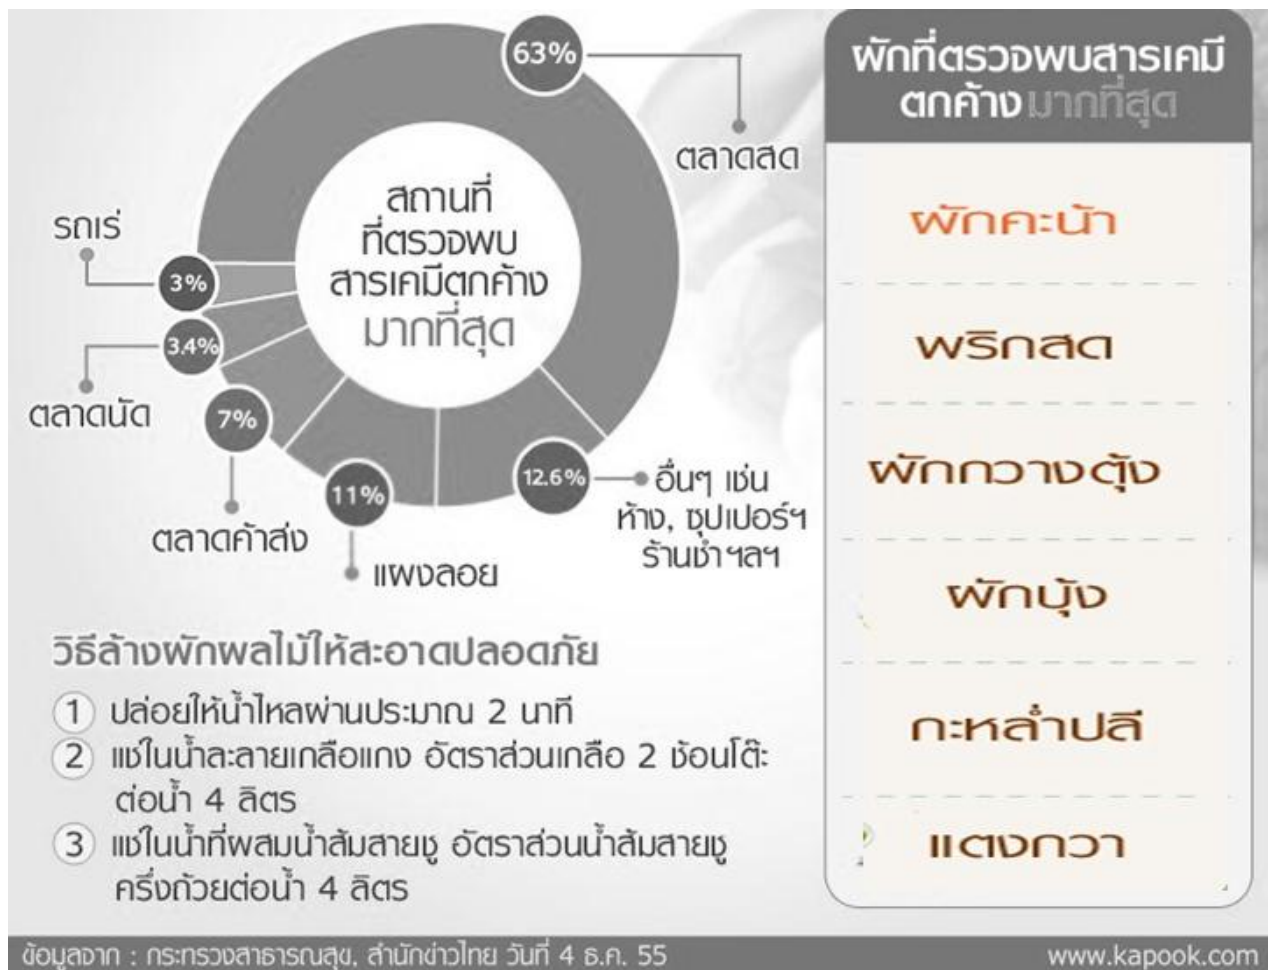 63%
ตลาดสด
สถานที่
ที่ตรวจพบ
สารเคมีตกค้าง
มากที่สุด
รถเร่
3%
3.4%
ตลาดนัด
7%
ตลาดค้าส่ง
11%
แผงลอย
12.6%
อื่นๆ เช่น
ห้าง, ซุปเปอร์ฯ
ร้านชำฯลฯ
วิธีล้างผักผลไม้ให้สะอาดปลอดภัย
1 ปล่อยให้น้ำไหลผ่านประมาณ 2 นาที
2 แช่ในน้ำละลายเกลือแกง อัตราส่วนเกลือ 2 ช้อนโต๊ะ
ต่อน้ำ 4 ลิตร
3 แช่ในน้ำที่ผสมน้ำส้มสายชู อัตราส่วนน้ำส้มสายชู
ครึ่งถ้วยต่อน้ำ 4 ลิตร
ผักที่ตรวจพบสารเคมี
ตกค้างมากที่สุด
ผักคะน้า
พริกสด
ผักกวางตุ้ง
ผักบุ้ง
กะหล่ำปลี
แตงกวา
ข้อมูลจาก : กระทรวงสาธารณสุข, สำนักข่าวไทย วันที่ 4 ธ.ค. 55
www.kapook.com